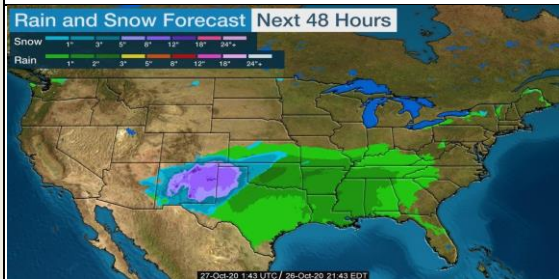 Rain and Snow Forecast Next 48 Hours
Snow 1" 3" 5" 8" 12" 18" 24"+
Rain 1" 2" 3" 5" 8" 12" 18" 24"+
27-Oct-20 1:43 UTC / 26-Oct-20 21:43 EDT